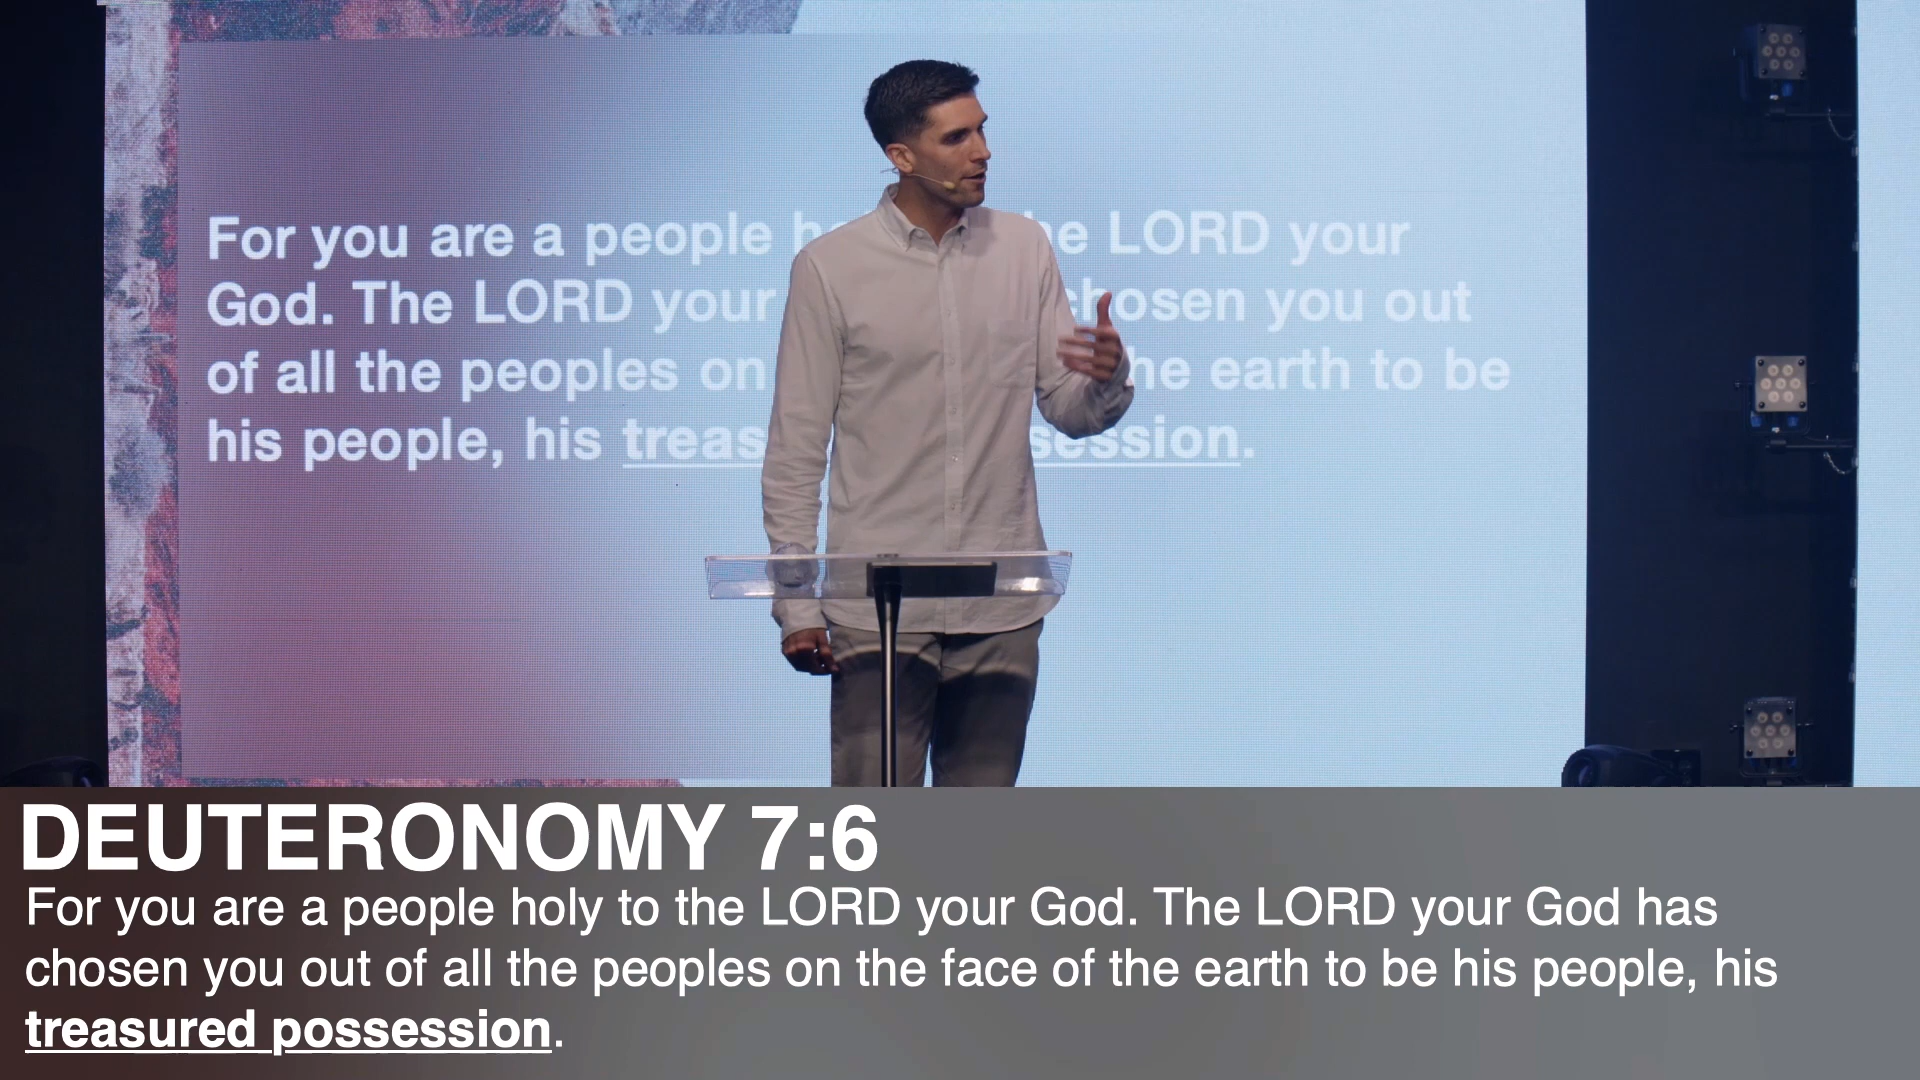 For you are a people he LORD your
God. The LORD your chosen you out
of all the peoples on he earth to be
his people, his treas session.
DEUTERONOMY 7:6
For you are a people holy to the LORD your God. The LORD your God has
chosen you out of all the peoples on the face of the earth to be his people, his
treasured possession.